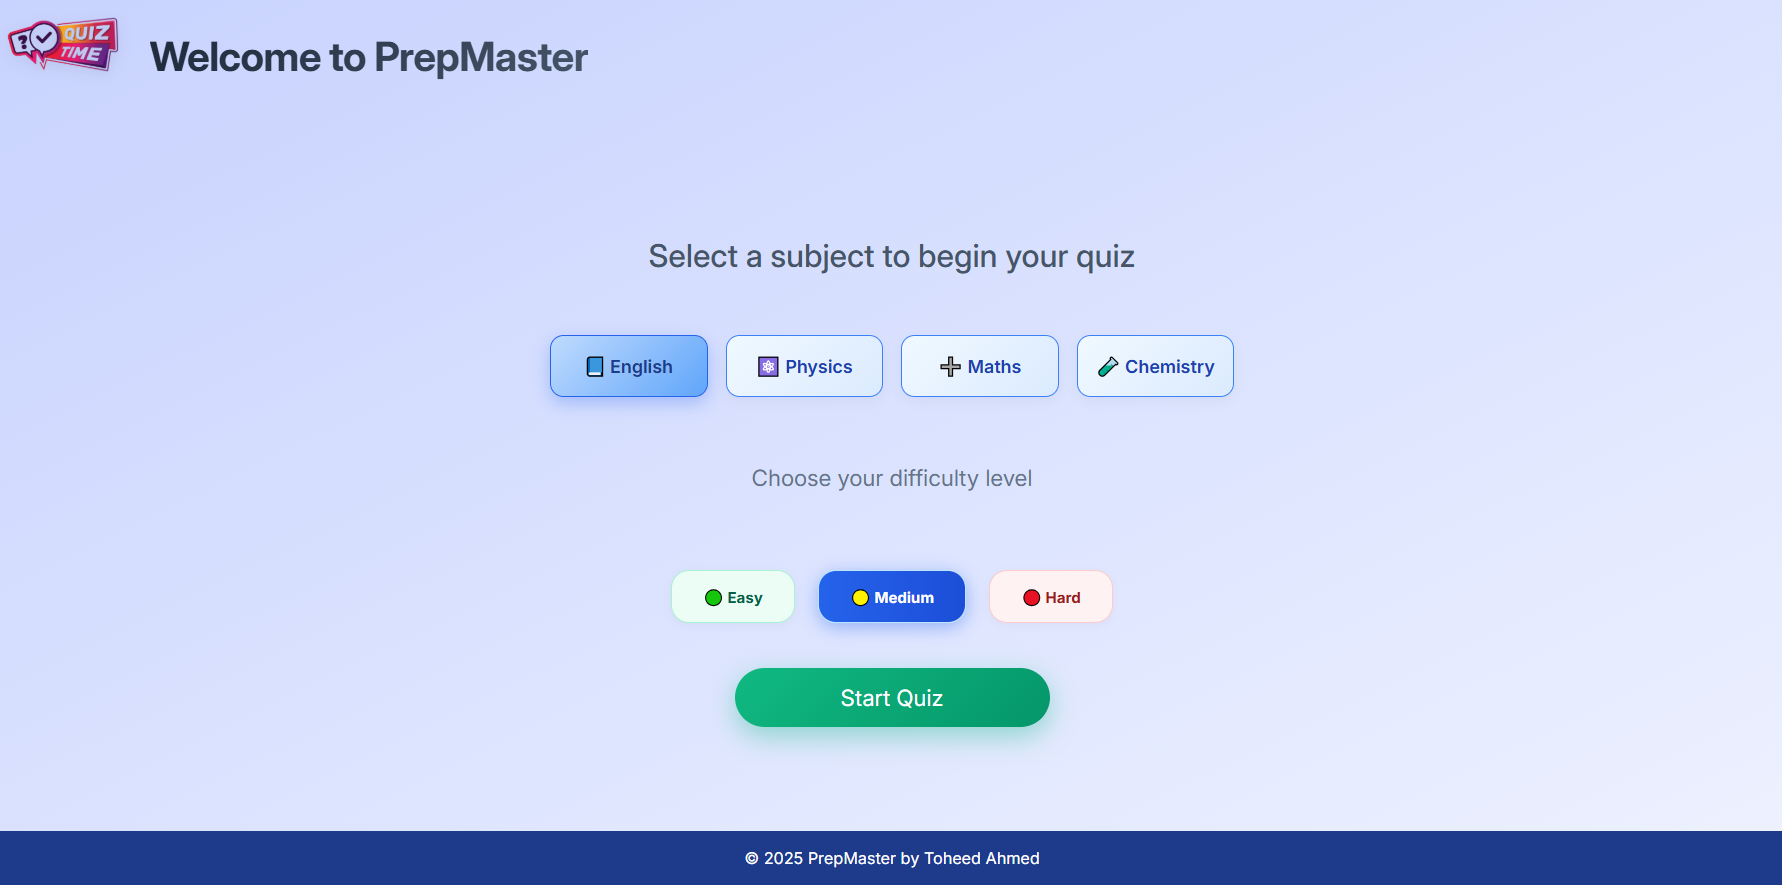 ? QUIZ
TIME
Welcome to PrepMaster
Select a subject to begin your quiz
English
Physics
Maths
Chemistry
Choose your difficulty level
Easy
Medium
Hard
Start Quiz
© 2025 PrepMaster by Toheed Ahmed